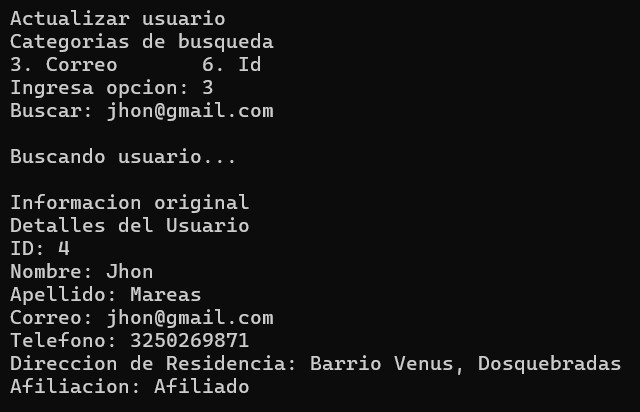 Actualizar usuario
Categorias de busqueda
3. Correo       6. Id
Ingresa opcion: 3
Buscar: jhon@gmail.com
Buscando usuario...
Informacion original
Detalles del Usuario
ID: 4
Nombre: Jhon
Apellido: Mareas
Correo: jhon@gmail.com
Telefono: 3250269871
Direccion de Residencia: Barrio Venus, Dosquebradas
Afiliacion: Afiliado